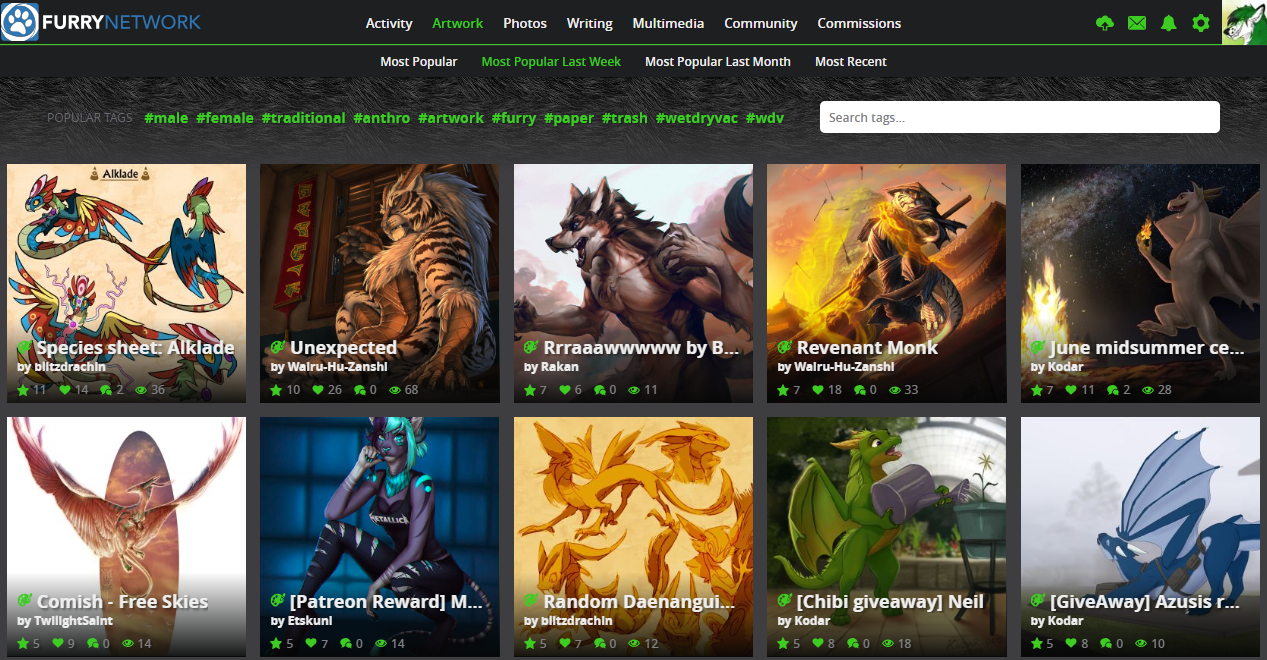 FURRYNETWORK
Activity Artwork Photos Writing Multimedia Community Commissions
Most Popular Most Popular Last Week Most Popular Last Month Most Recent
POPULAR TAGS #male #female #traditional #anthro #artwork #furry #paper #trash #wetdryvac #wdv
Search tags...
Alklade
Species sheet: Alklade
by blitzdrachin
11 14 2 36
Unexpected
by Walru-Hu-Zanshi
10 26 0 68
Rrraaawwwww by B...
by Rakan
7 6 0 11
Revenant Monk
by Walru-Hu-Zanshi
7 18 0 33
June midsummer ce...
by Kodar
7 11 2 28
Comish - Free Skies
by TwilightSaint
5 9 0 14
METALLICA
[Patreon Reward] M...
by Etskuni
5 7 0 14
Random Daenangui...
by blitzdrachin
5 7 0 12
[Chibi giveaway] Neil
by Kodar
5 8 0 18
[GiveAway] Azusis r...
by Kodar
5 8 0 10